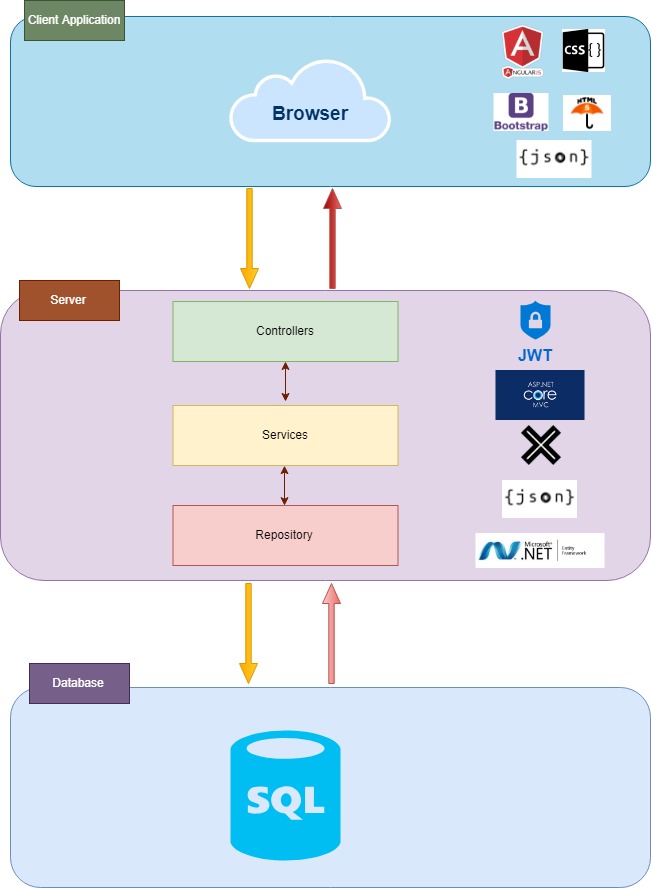 Client Application
ANGULARJS
CSS {}
Browser
B
Bootstrap
HTML
{json}
Server
Controllers
JWT
ASP.NET
core
MVC
Services
{json}
Repository
Microsoft®
.NET
Entity
Framework
Database
SQL